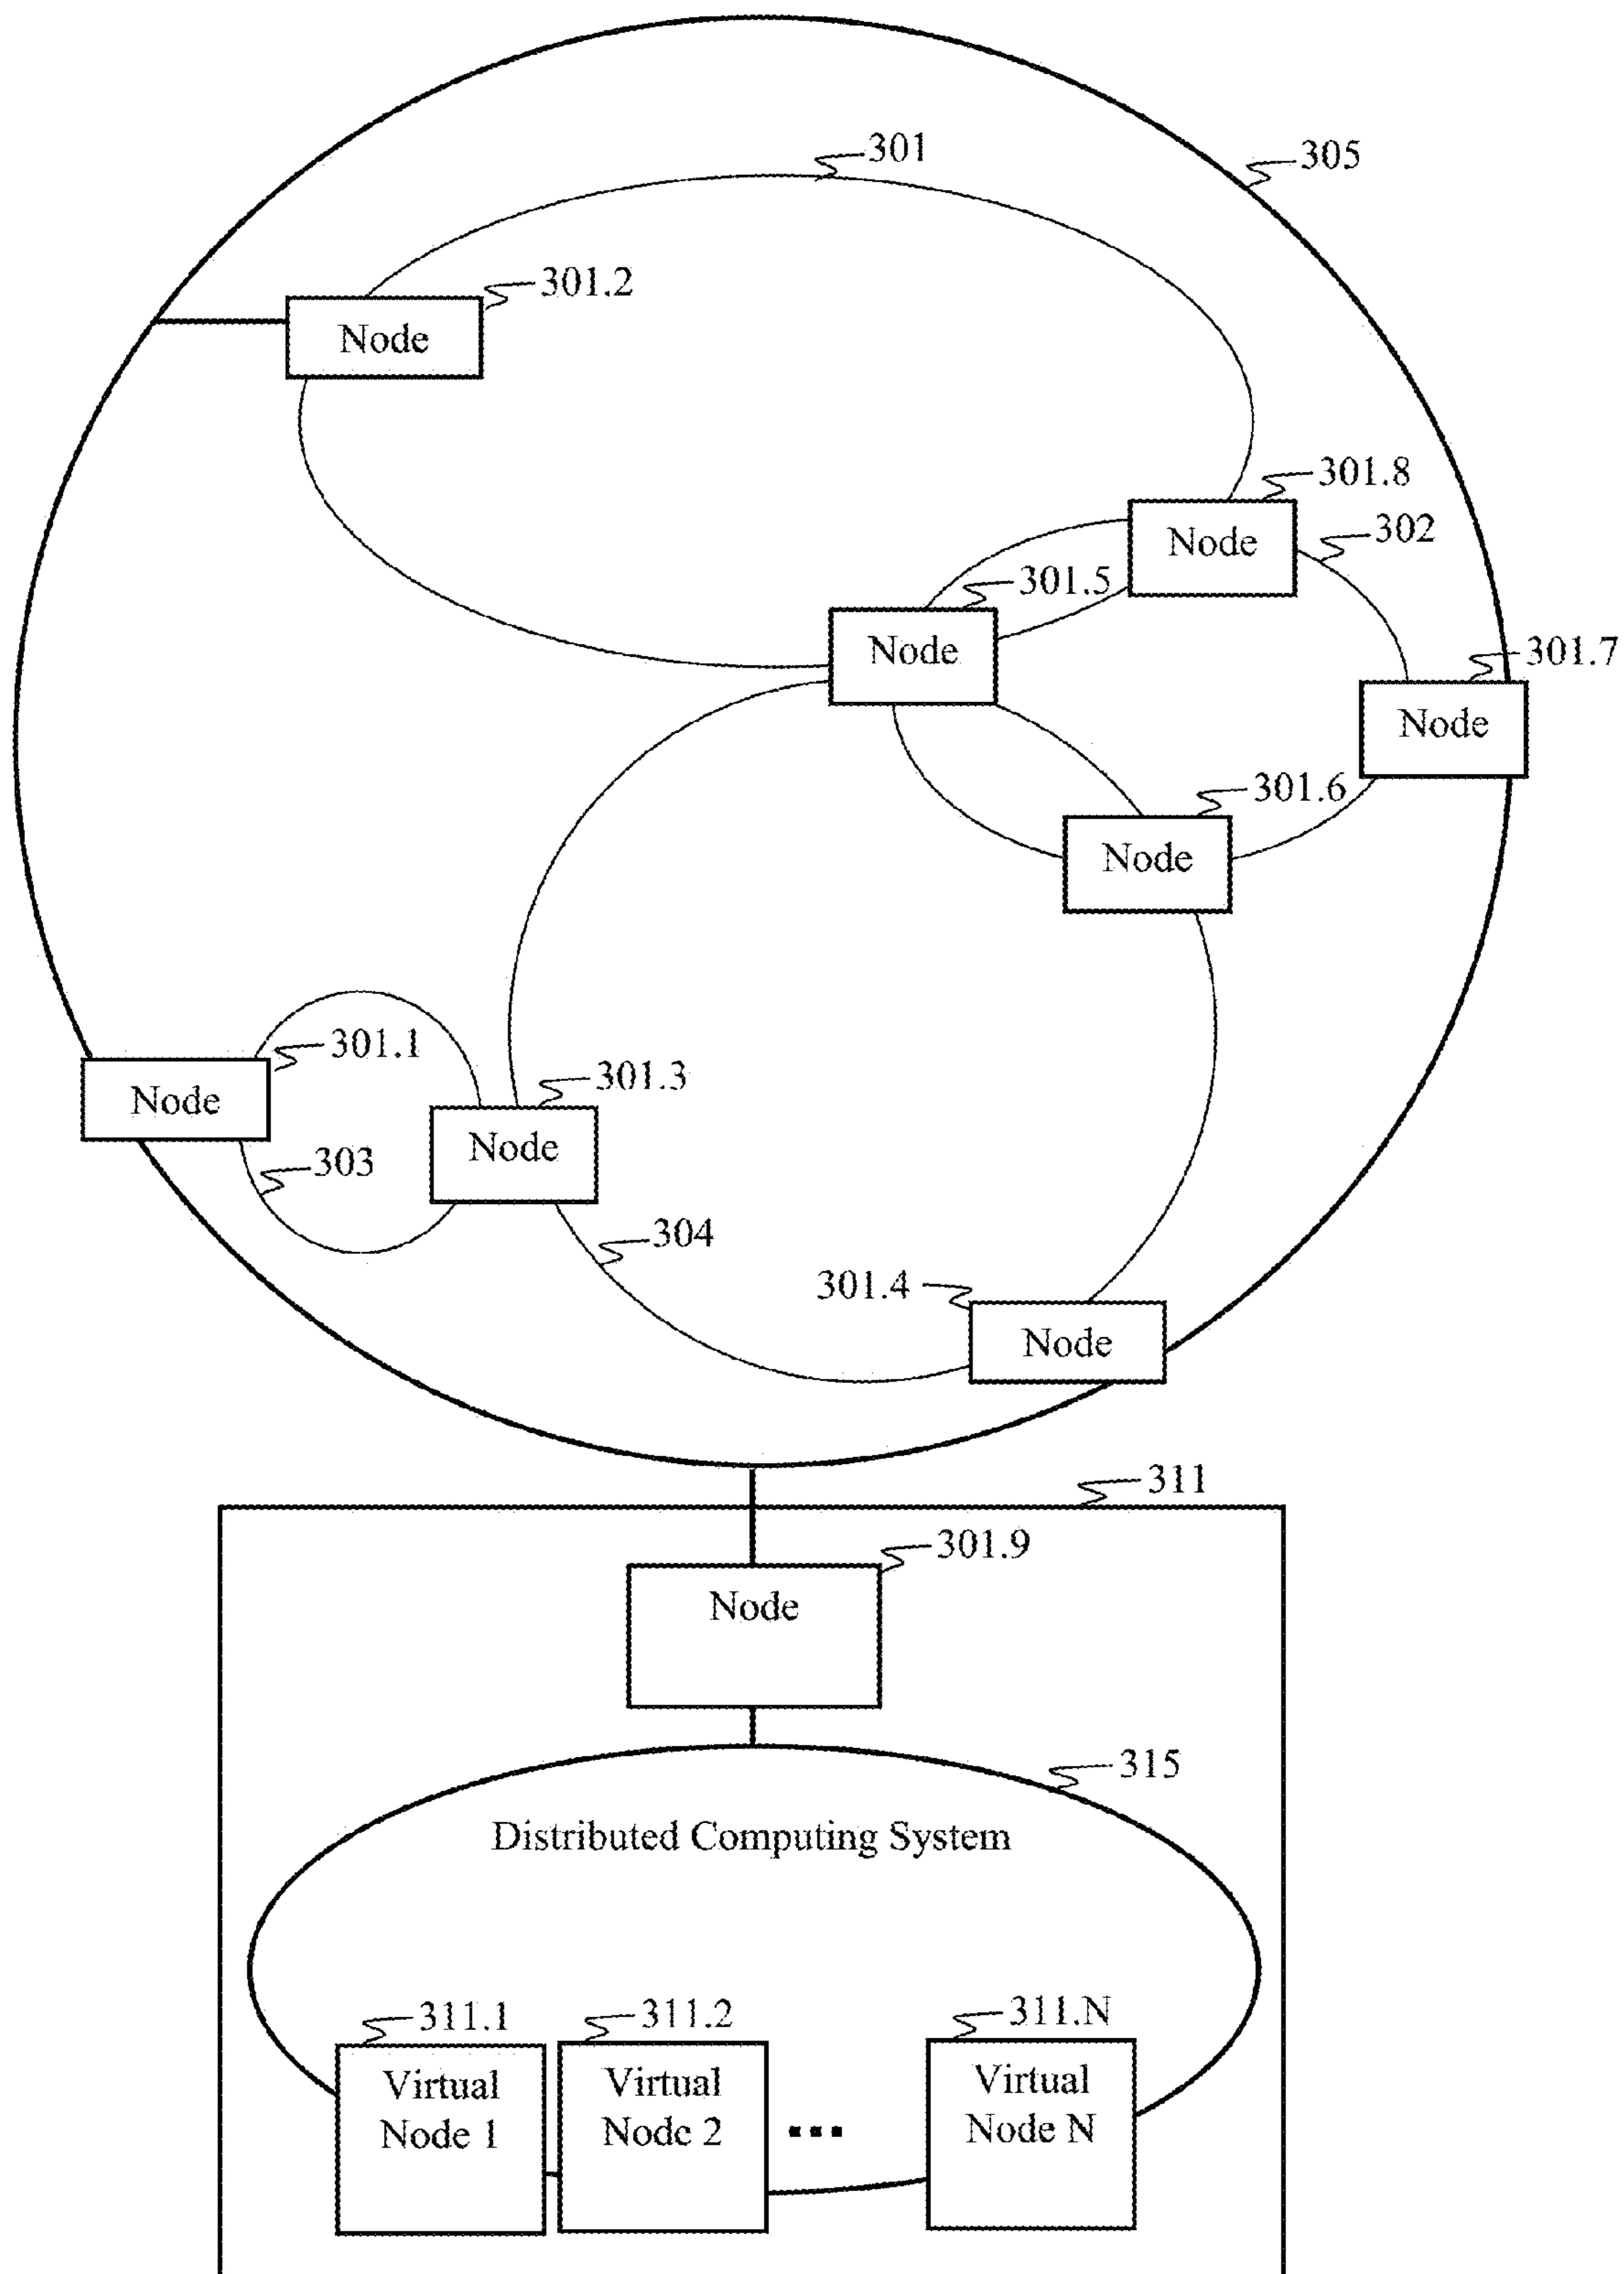 301
305
301.2
Node
301.8
302
Node
301.5
Node
301.7
Node
301.6
Node
301.1
Node
301.3
Node
303
304
301.4
Node
311
301.9
Node
315
Distributed Computing System
311.1
311.2
311.N
Virtual
Node 1
Virtual
Node 2
...
Virtual
Node N